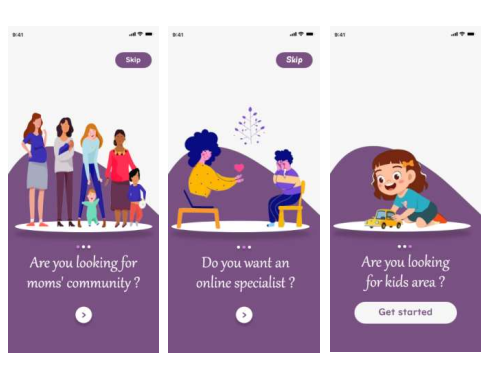 9:41
Skip
Are you looking for
moms' community ?
9:41
Skip
Do you want an
online specialist ?
9:41
Are you looking
for kids area ?
Get started